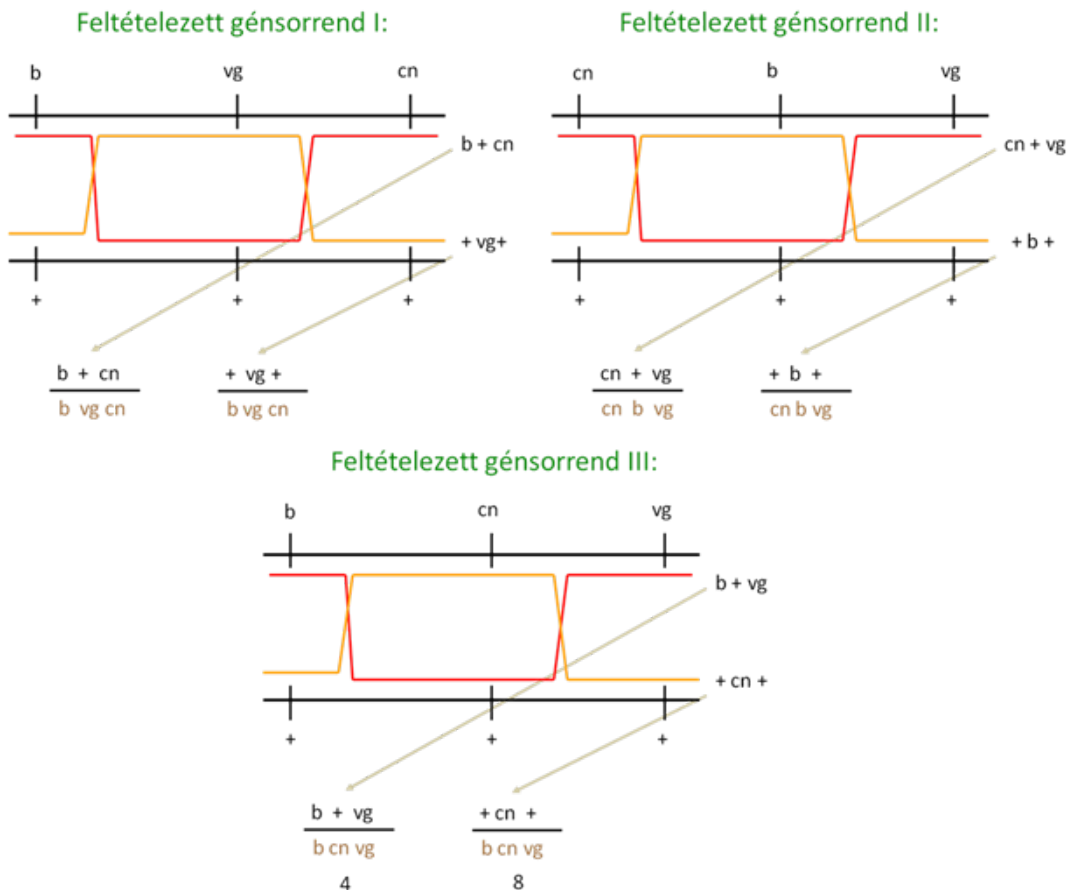 Feltételezett génsorrend I:
b vg cn
b + cn
+ vg+
+ + +
b + cn
b vg cn
+ vg +
b vg cn
Feltételezett génsorrend II:
cn b vg
cn + vg
+ b +
+ + +
cn + vg
cn b vg
+ b +
cn b vg
Feltételezett génsorrend III:
b cn vg
b + vg
+ cn +
+ + +
b + vg
b cn vg
4
+ cn +
b cn vg
8